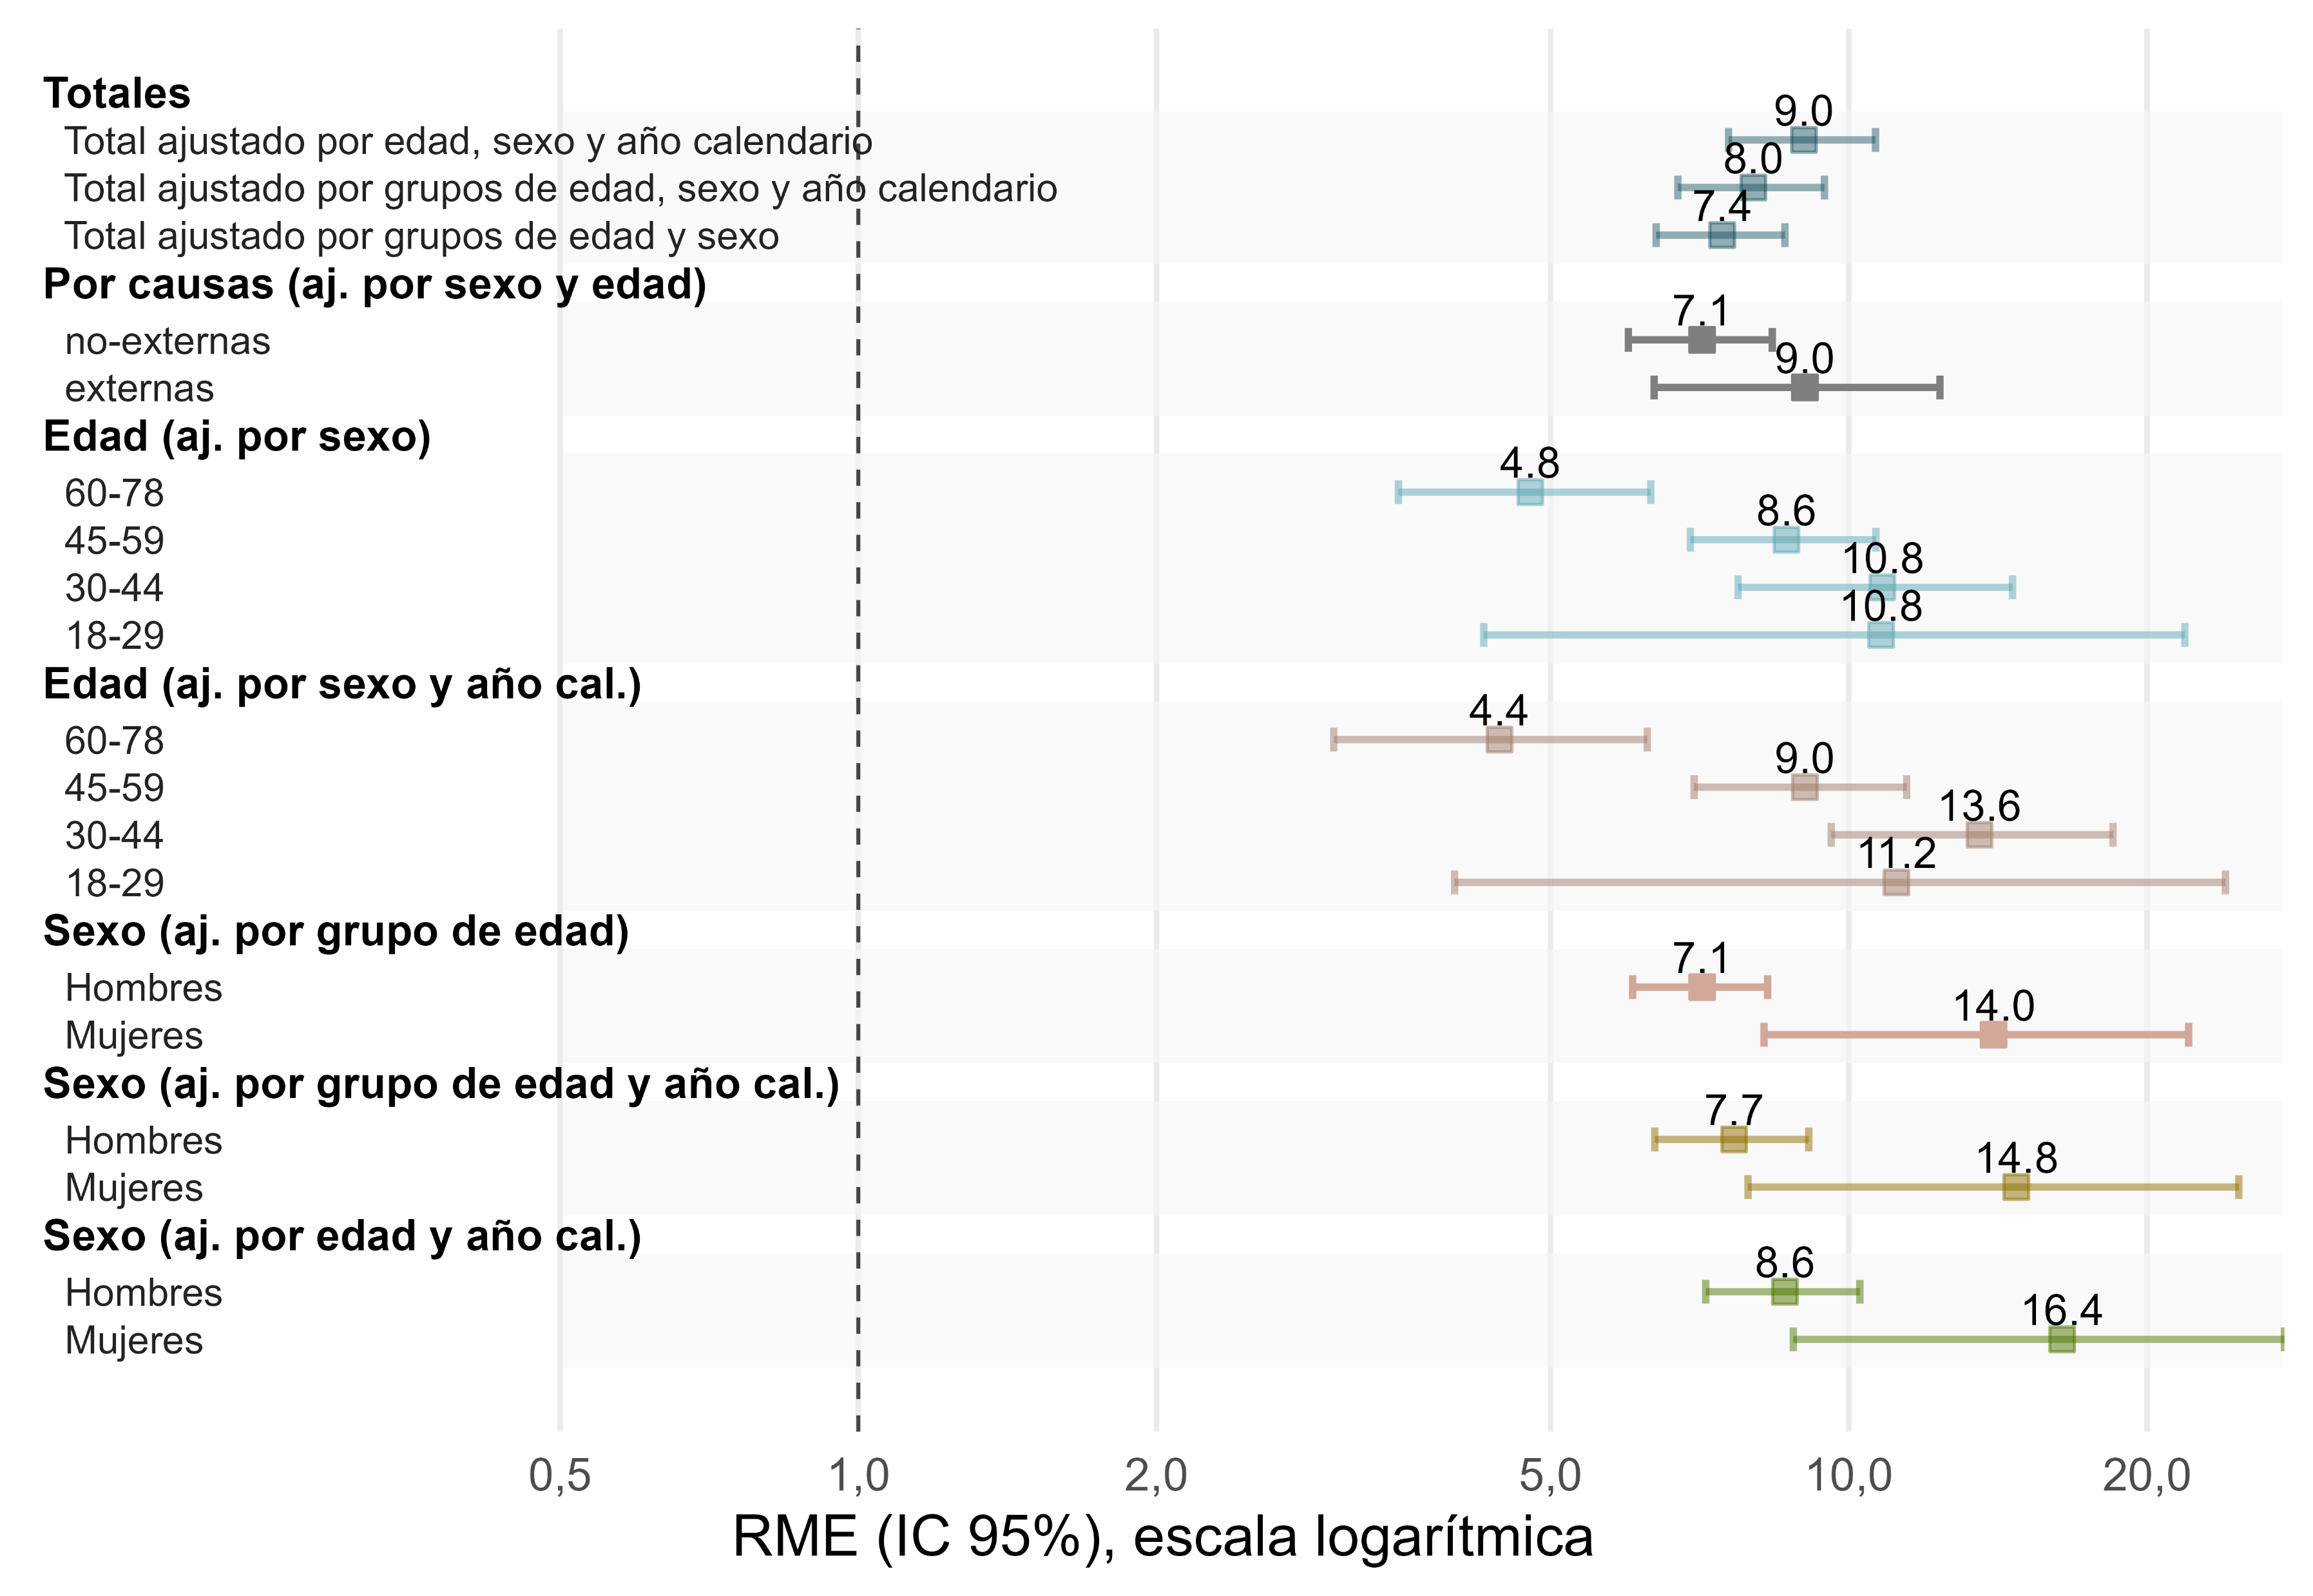 Totales
9.0
Total ajustado por edad, sexo y año calendario
8.0
Total ajustado por grupos de edad, sexo y año calendario
7.4
Total ajustado por grupos de edad y sexo
Por causas (aj. por sexo y edad)
7.1
no-externas
9.0
externas
Edad (aj. por sexo)
4.8
60-78
8.6
45-59
10.8
30-44
10.8
18-29
Edad (aj. por sexo y año cal.)
4.4
60-78
9.0
45-59
13.6
30-44
11.2
18-29
Sexo (aj. por grupo de edad)
7.1
Hombres
14.0
Mujeres
Sexo (aj. por grupo de edad y año cal.)
7.7
Hombres
14.8
Mujeres
Sexo (aj. por edad y año cal.)
8.6
Hombres
16.4
Mujeres
0,5 1,0 2,0 5,0 10,0 20,0
RME (IC 95%), escala logarítmica